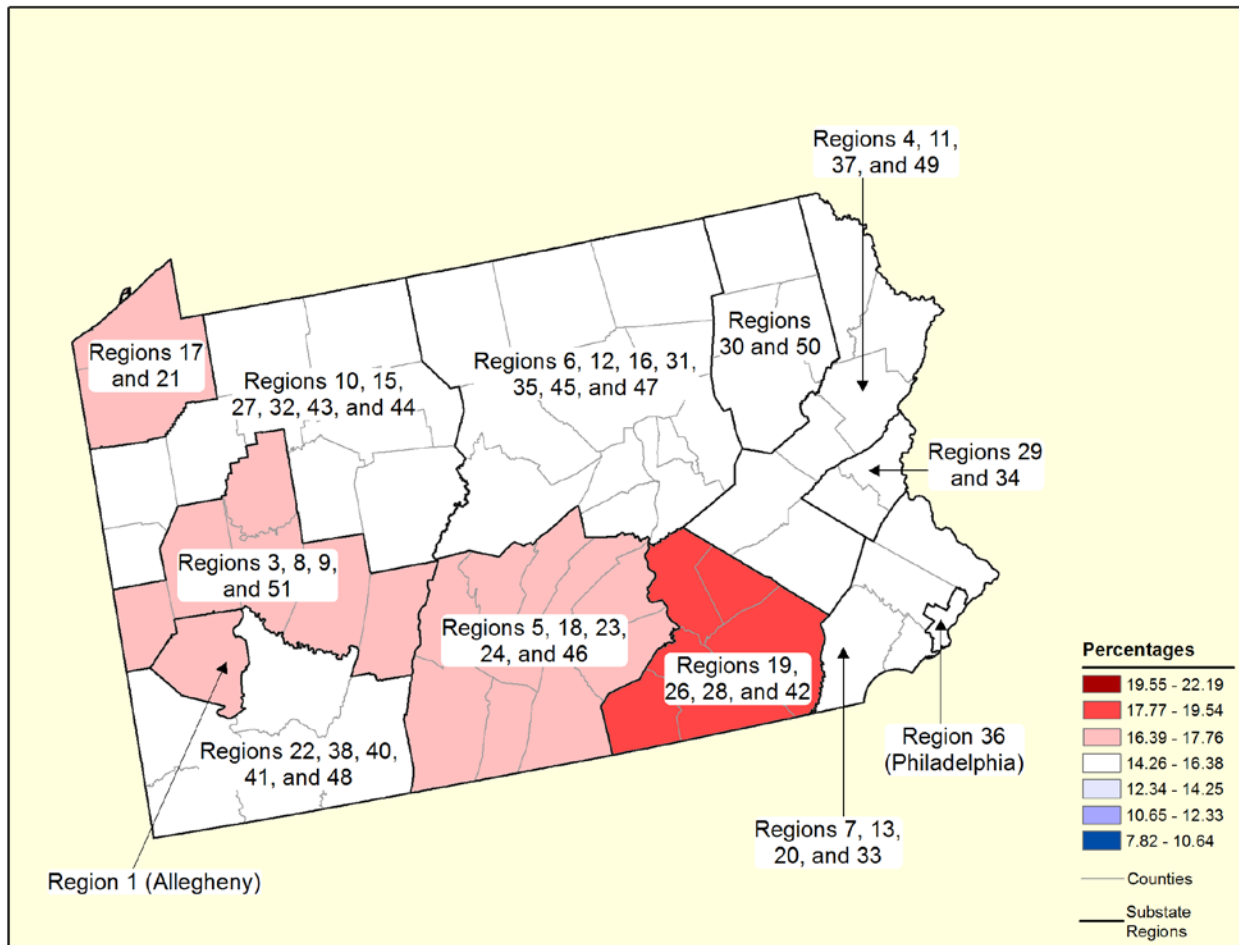 Regions 4, 11,
37, and 49
Regions 17
and 21
Regions 10, 15,
27, 32, 43, and 44
Regions 6, 12, 16, 31,
35, 45, and 47
Regions
30 and 50
Regions 29
and 34
Regions 3, 8, 9,
and 51
Regions 5, 18, 23,
24, and 46
Regions 19,
26, 28, and 42
Regions 22, 38, 40,
41, and 48
Region 36
(Philadelphia)
Regions 7, 13,
20, and 33
Region 1 (Allegheny)
Percentages
19.55 - 22.19
17.77 - 19.54
16.39 - 17.76
14.26 - 16.38
12.34 - 14.25
10.65 - 12.33
7.82 - 10.64
Counties
Substate
Regions